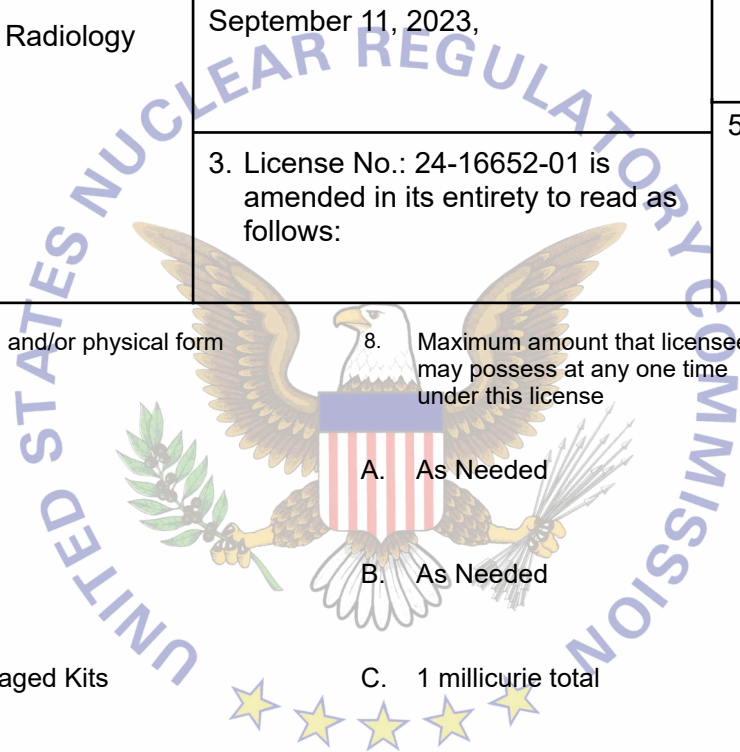 Radiology
September 11, 2023,
5
3. License No.: 24-16652-01 is
amended in its entirety to read as
follows:
and/or physical form
8. Maximum amount that licensee
may possess at any one time
under this license
A. As Needed
B. As Needed
aged Kits
C. 1 millicurie total
UNITED STATES NUCLEAR REGULATORY COMMISSION